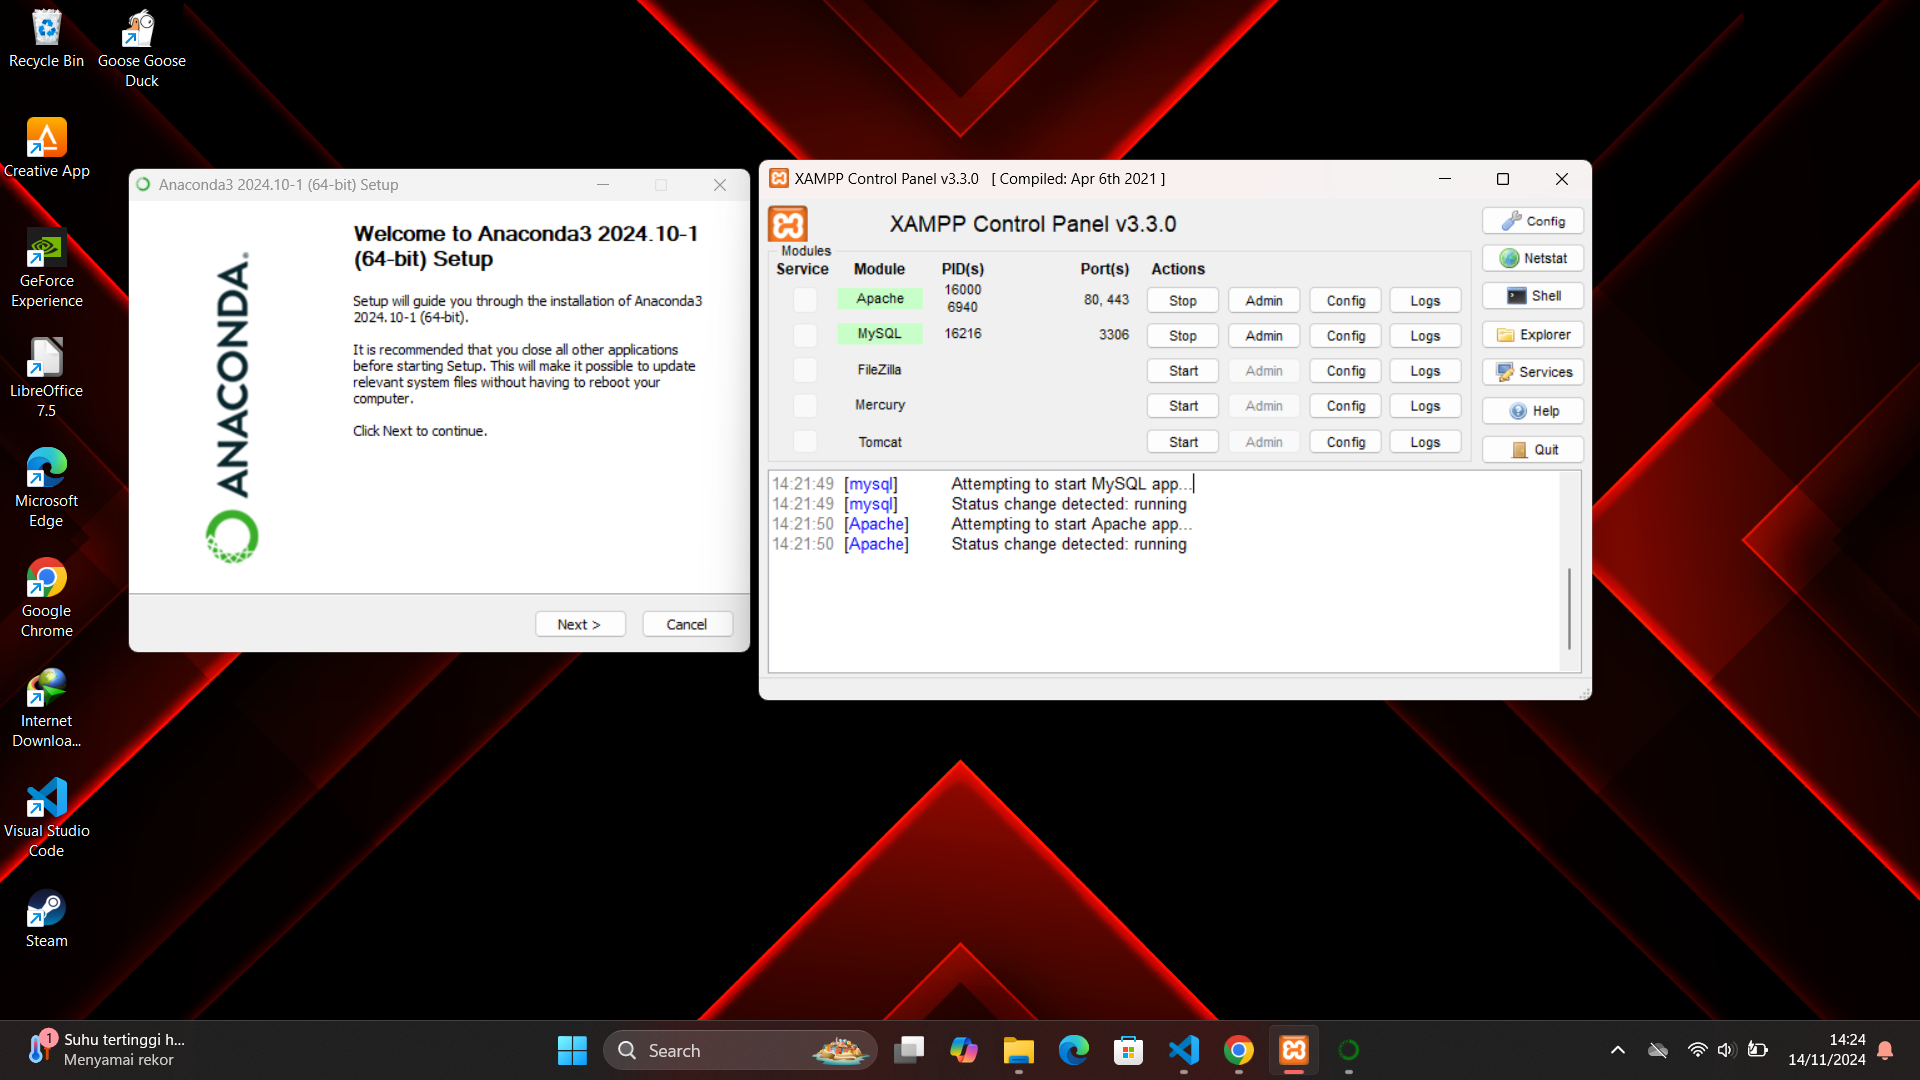 Recycle Bin
Goose Goose
Duck
Creative App
GeForce
Experience
LibreOffice
7.5
Microsoft
Edge
Google
Chrome
Internet
Downloa...
Visual Studio
Code
Steam
Anaconda3 2024.10-1 (64-bit) Setup
ANACONDA.
Welcome to Anaconda3 2024.10-1
(64-bit) Setup
Setup will guide you through the installation of Anaconda3
2024.10-1 (64-bit).
It is recommended that you close all other applications
before starting Setup. This will make it possible to update
relevant system files without having to reboot your
computer.
Click Next to continue.
Next >
Cancel
XAMPP Control Panel v3.3.0 [ Compiled: Apr 6th 2021 ]
XAMPP Control Panel v3.3.0
Modules
Service Module PID(s) Port(s) Actions
Apache 16000 6940 80, 443 Stop Admin Config Logs
MySQL 16216 3306 Stop Admin Config Logs
FileZilla Start Admin Config Logs
Mercury Start Admin Config Logs
Tomcat Start Admin Config Logs
Config
Netstat
Shell
Explorer
Services
Help
Quit
14:21:49 [mysql] Attempting to start MySQL app...
14:21:49 [mysql] Status change detected: running
14:21:50 [Apache] Attempting to start Apache app...
14:21:50 [Apache] Status change detected: running
1
Suhu tertinggi h...
Menyamai rekor
Search
14:24
14/11/2024